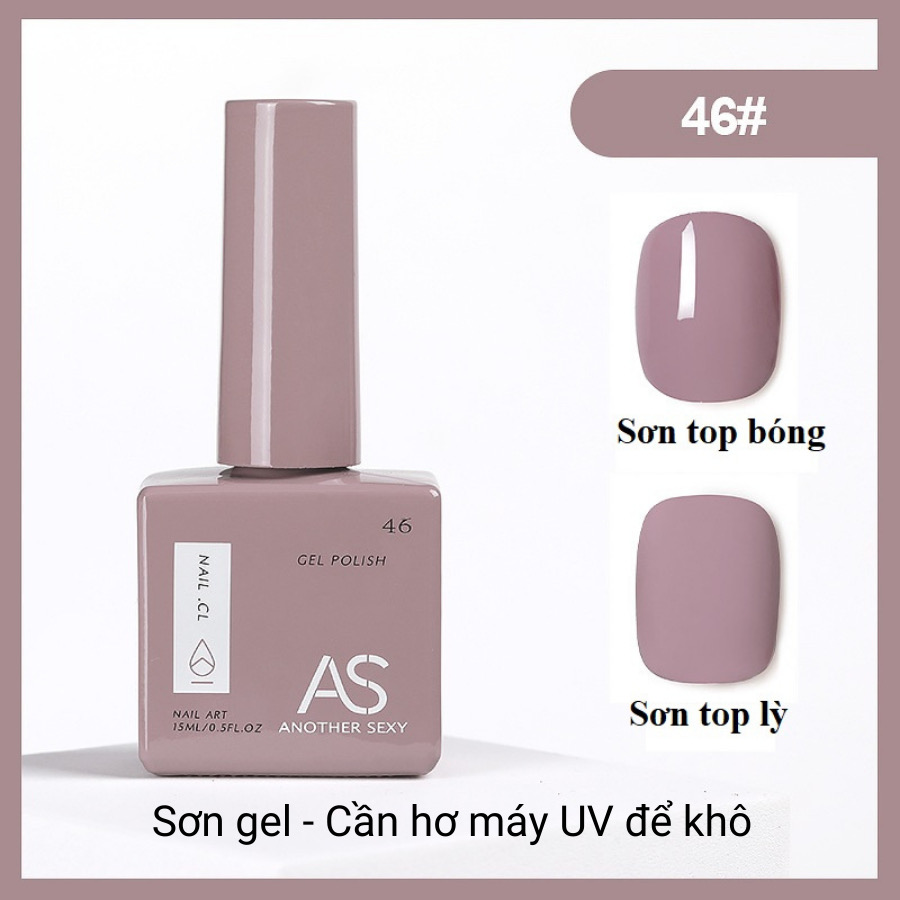 46#
Sơn top bóng
Sơn top lỳ
46
GEL POLISH
NAIL .CL
NAIL ART
15ML/0.5FL.OZ
AS
ANOTHER SEXY
Sơn gel - Cần hơ máy UV để khô